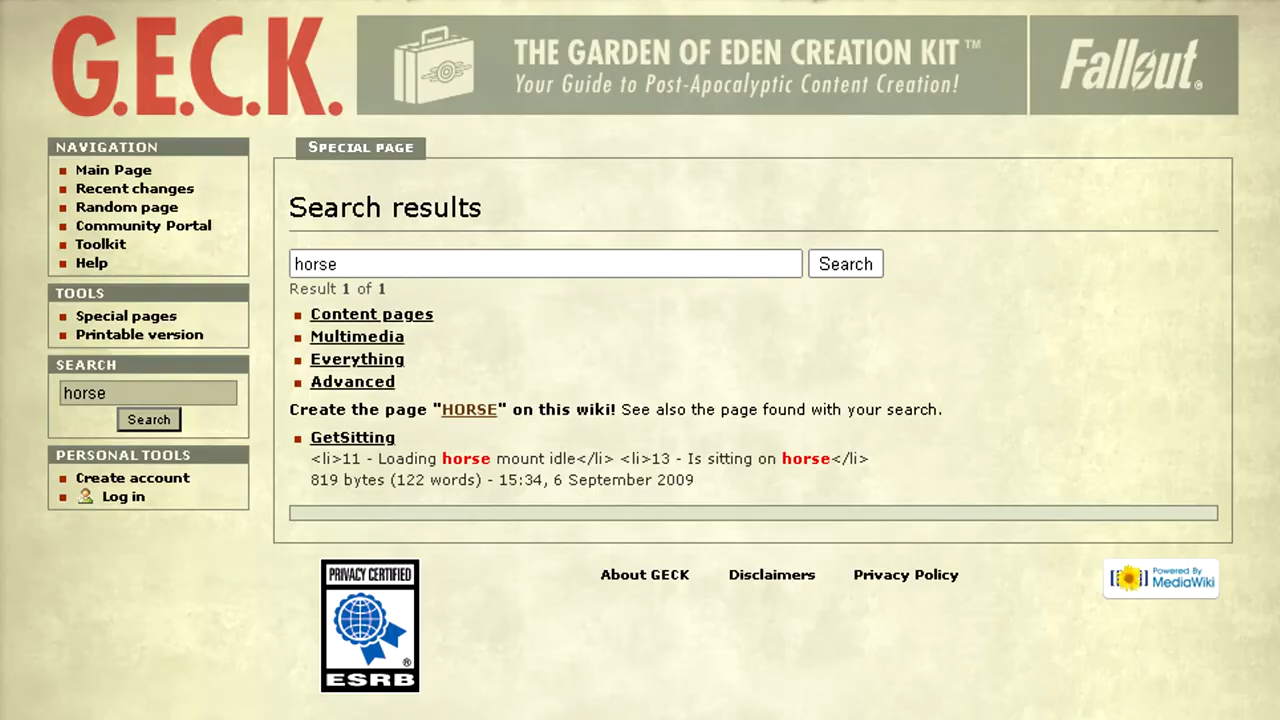 G.E.C.K.
THE GARDEN OF EDEN CREATION KIT™
Your Guide to Post-Apocalyptic Content Creation!
Fallout®
NAVIGATION
Main Page
Recent changes
Random page
Community Portal
Toolkit
Help
TOOLS
Special pages
Printable version
SEARCH
horse
Search
PERSONAL TOOLS
Create account
Log in
SPECIAL PAGE
Search results
horse Search
Result 1 of 1
Content pages
Multimedia
Everything
Advanced
Create the page "HORSE" on this wiki! See also the page found with your search.
GetSitting
<li>11 - Loading horse mount idle</li> <li>13 - Is sitting on horse</li>
819 bytes (122 words) - 15:34, 6 September 2009
PRIVACY CERTIFIED
®
ESRB
About GECK Disclaimers Privacy Policy
Powered By
MediaWiki